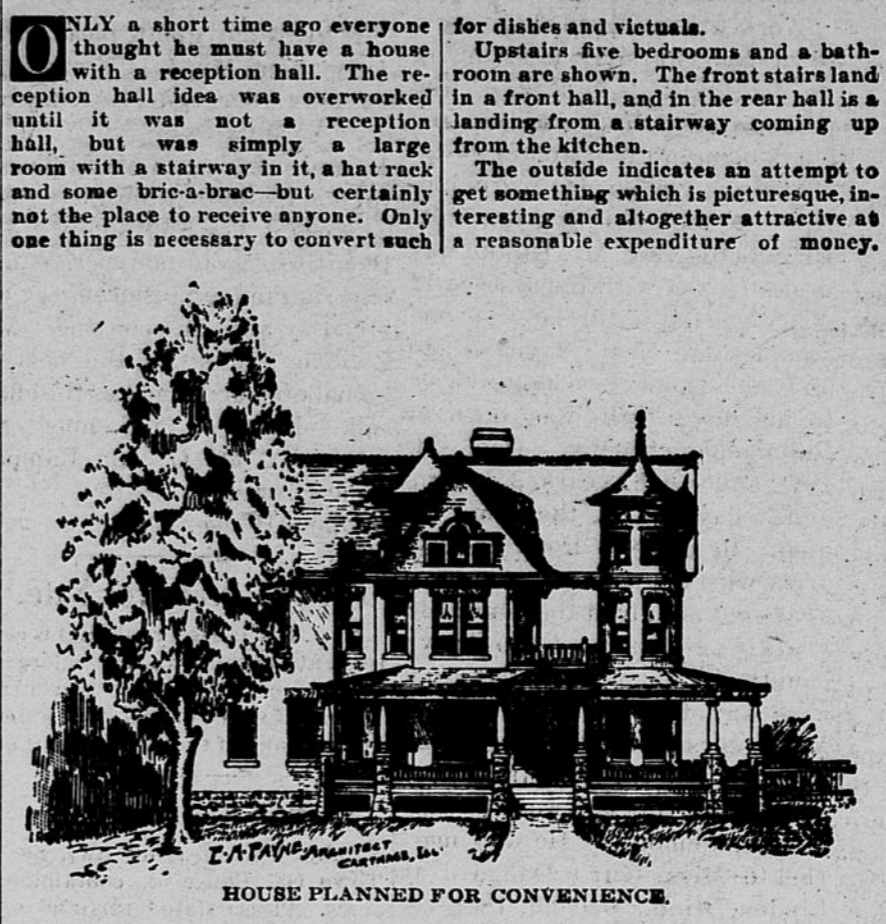 ONLY a short time ago everyone
thought he must have a house
with a reception hall. The re-
ception hall idea was overworked
until it was not a reception
hall, but was simply a large
room with a stairway in it, a hat rack
and some bric-a-brac—but certainly
not the place to receive anyone. Only
one thing is necessary to convert such
for dishes and victuals.
Upstairs five bedrooms and a bath-
room are shown. The front stairs land
in a front hall, and in the rear hall is a
landing from a stairway coming up
from the kitchen.
The outside indicates an attempt to
get something which is picturesque, in-
teresting and altogether attractive at
a reasonable expenditure of money.
E.A. PAYNE ARCHITECT
CARTHAGE, ILL
HOUSE PLANNED FOR CONVENIENCE.